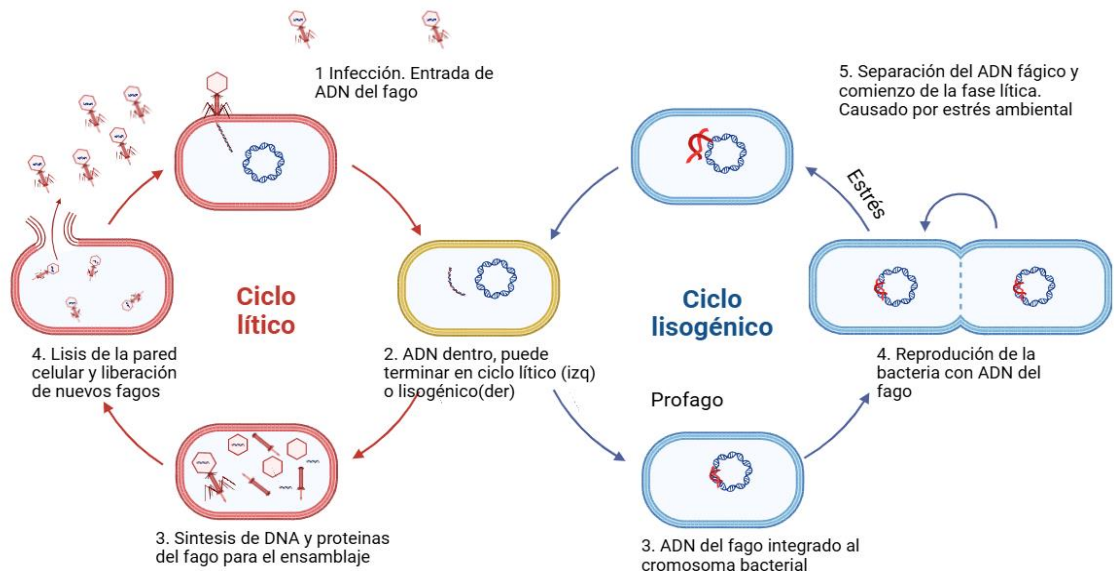 1 Infección. Entrada de
ADN del fago
5. Separación del ADN fágico y
comienzo de la fase lítica.
Causado por estrés ambiental
Estrés
Ciclo
lítico
Ciclo
lisogénico
4. Lisis de la pared
celular y liberación
de nuevos fagos
2. ADN dentro, puede
terminar en ciclo lítico (izq)
o lisogénico(der)
4. Reprodución de la
bacteria con ADN del
fago
Profago
3. Sintesis de DNA y proteinas
del fago para el ensamblaje
3. ADN del fago integrado al
cromosoma bacterial